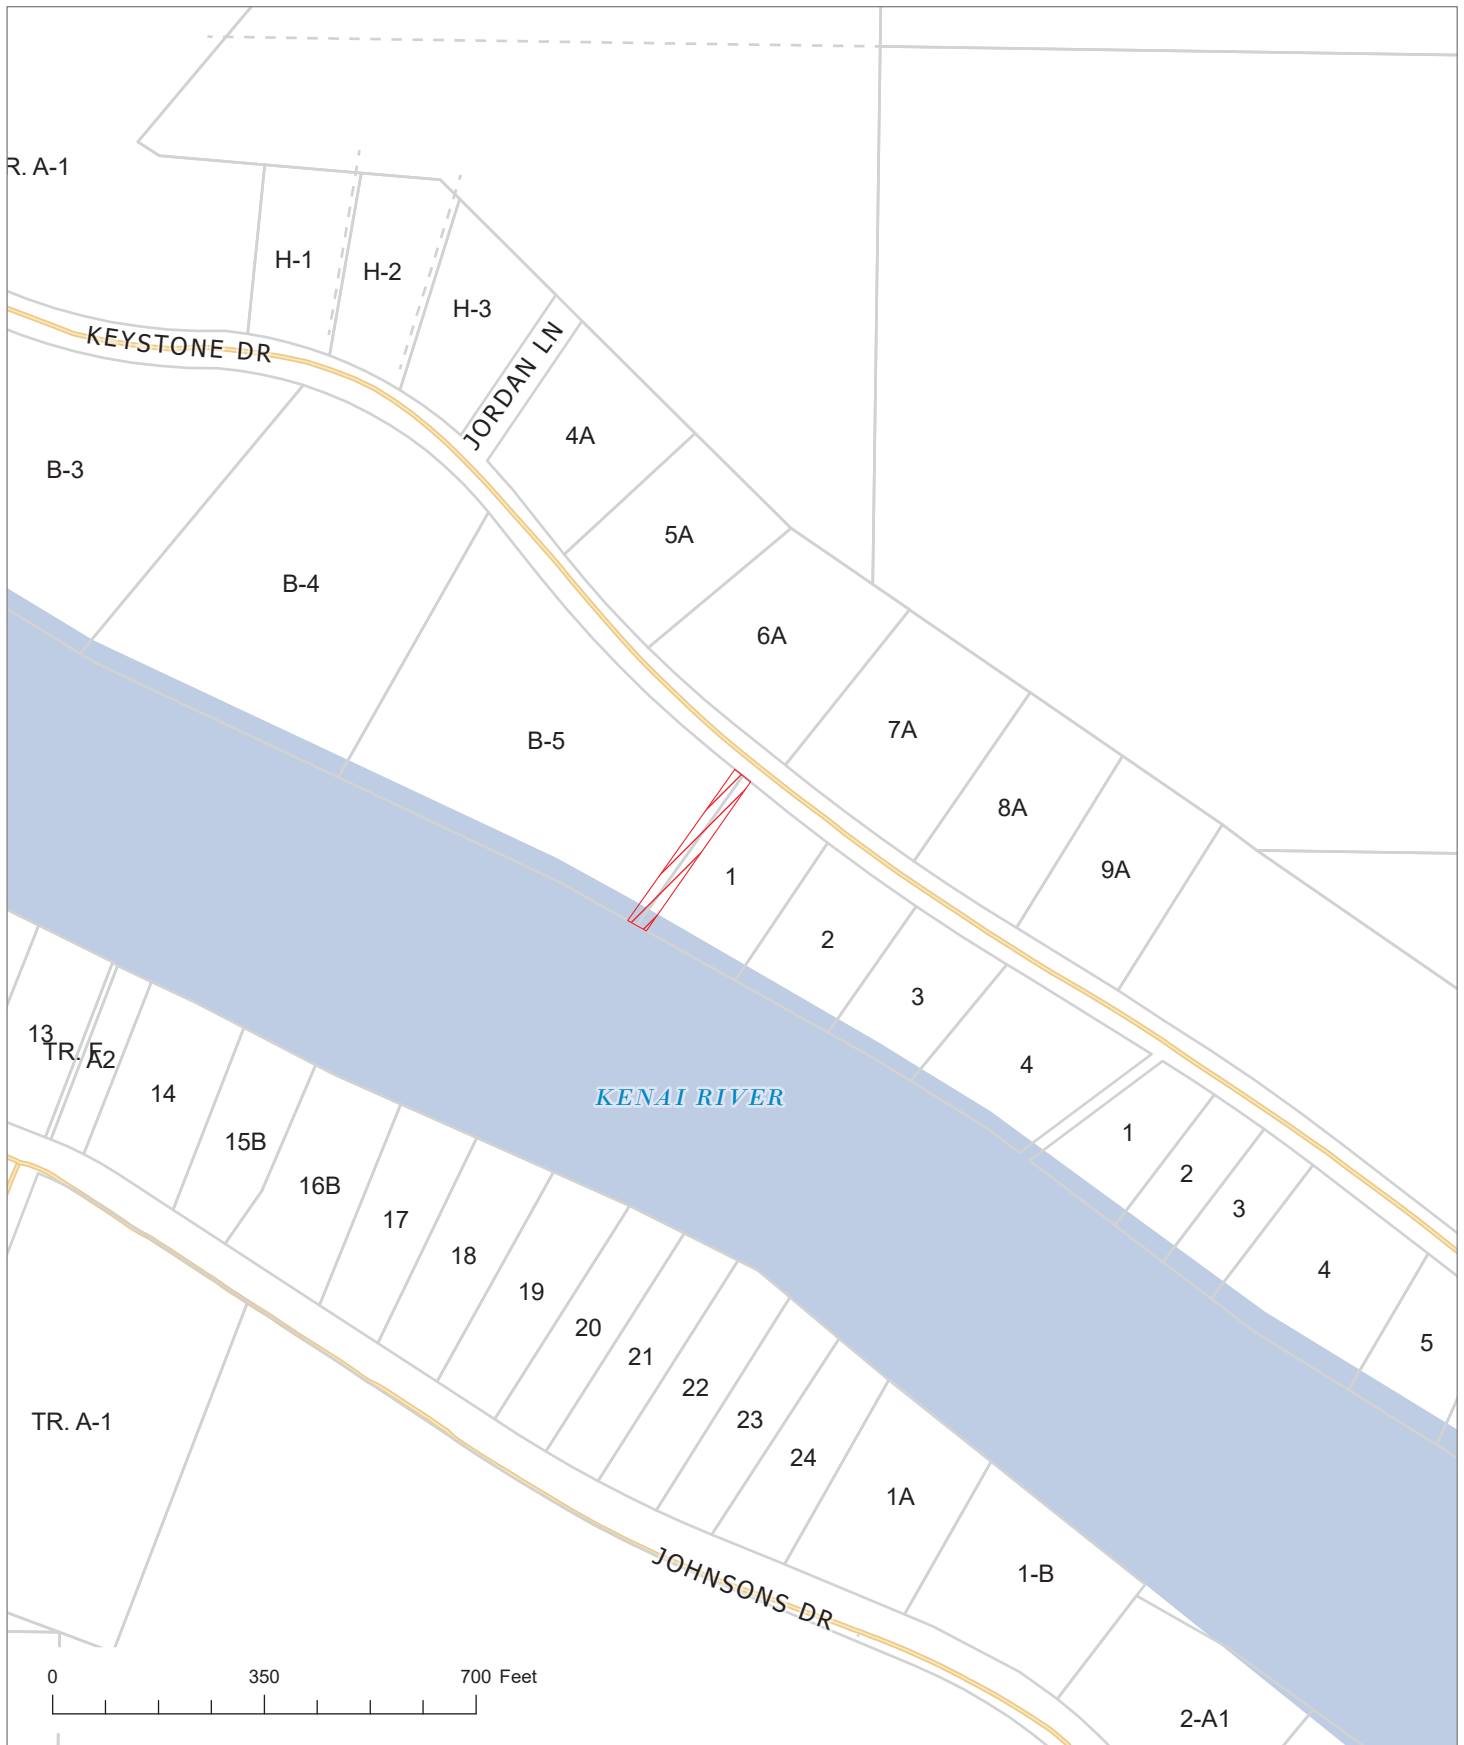 R. A-1
H-1
H-2
H-3
KEYSTONE DR
JORDAN LN
4A
B-3
5A
B-4
6A
7A
B-5
8A
9A
1
2
3
13
TR. F
A2
4
14
KENAI RIVER
1
15B
2
16B
3
17
18
4
19
20
5
21
22
TR. A-1
23
24
1A
JOHNSONS DR
1-B
0 350 700 Feet
2-A1